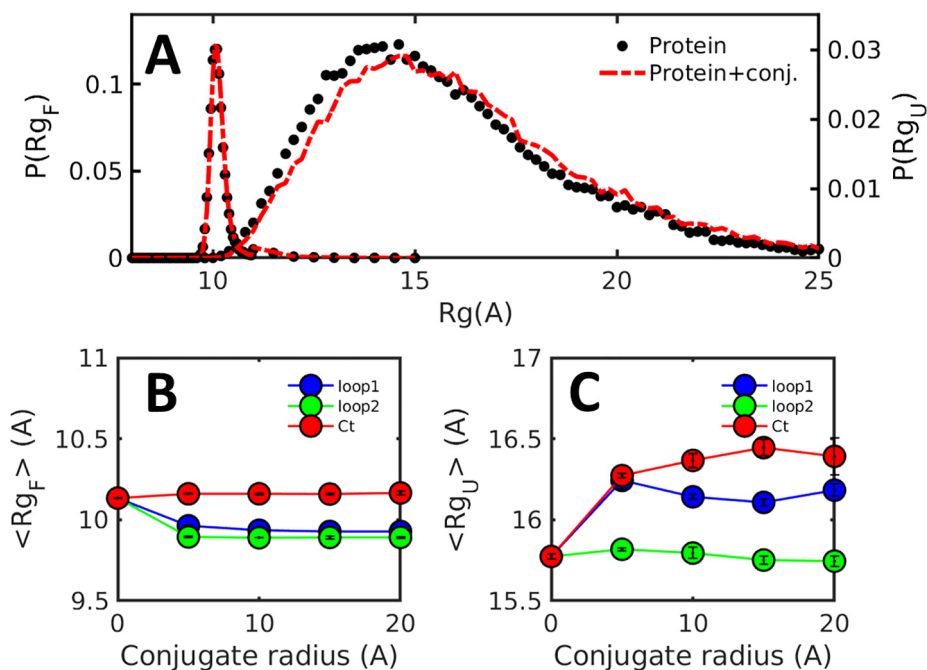 A
Protein
Protein+conj.
P(Rg_F)
0.1
0.05
0
P(Rg_U)
0.03
0.02
0.01
0
10 15 20 25
Rg(A)
B
loop1
loop2
Ct
<Rg_F> (A)
11
10.5
10
9.5
0 10 20
Conjugate radius (A)
C
loop1
loop2
Ct
<Rg_U> (A)
17
16.5
16
15.5
0 10 20
Conjugate radius (A)